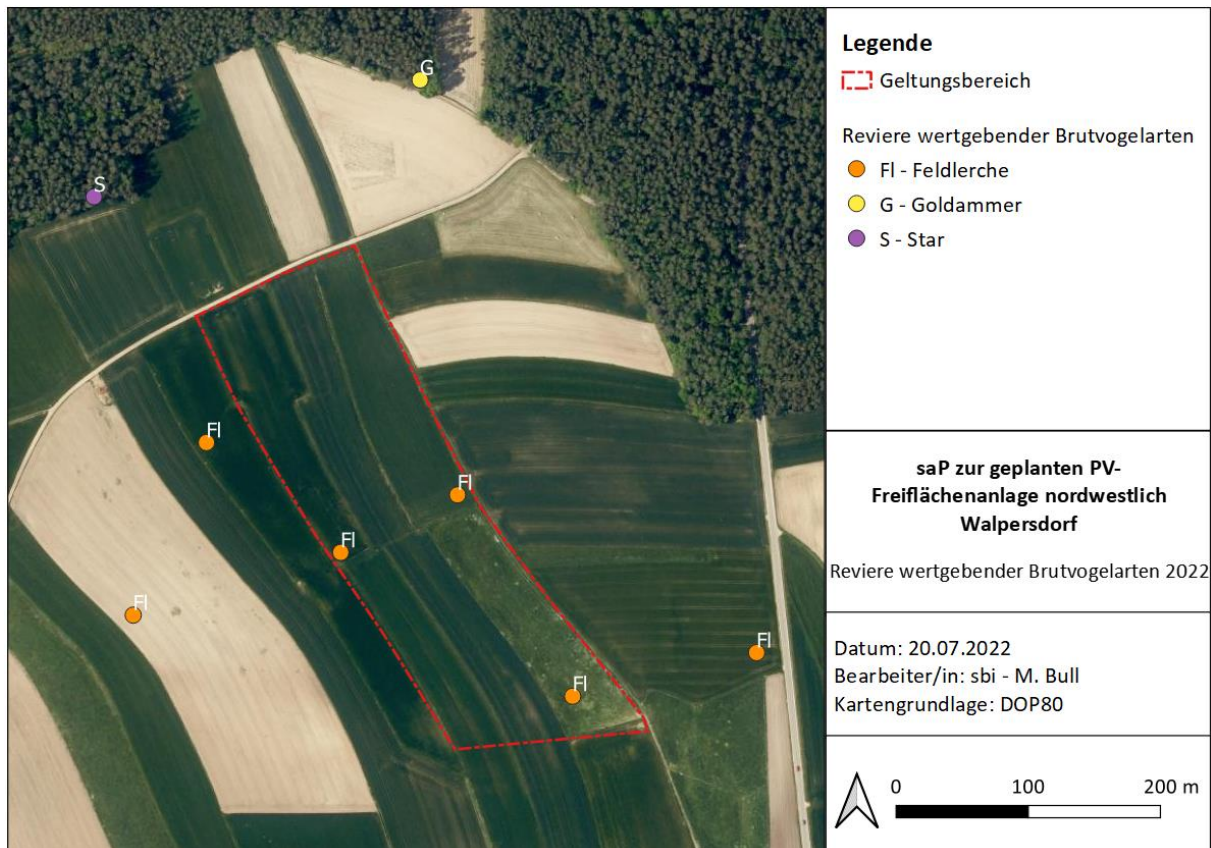 G
S
Fl
Fl
Fl
Fl
Fl
Fl
Legende
Geltungsbereich
Reviere wertgebender Brutvogelarten
Fl - Feldlerche
G - Goldammer
S - Star
saP zur geplanten PV-
Freiflächenanlage nordwestlich
Walpersdorf
Reviere wertgebender Brutvogelarten 2022
Datum: 20.07.2022
Bearbeiter/in: sbi - M. Bull
Kartengrundlage: DOP80
0 100 200 m